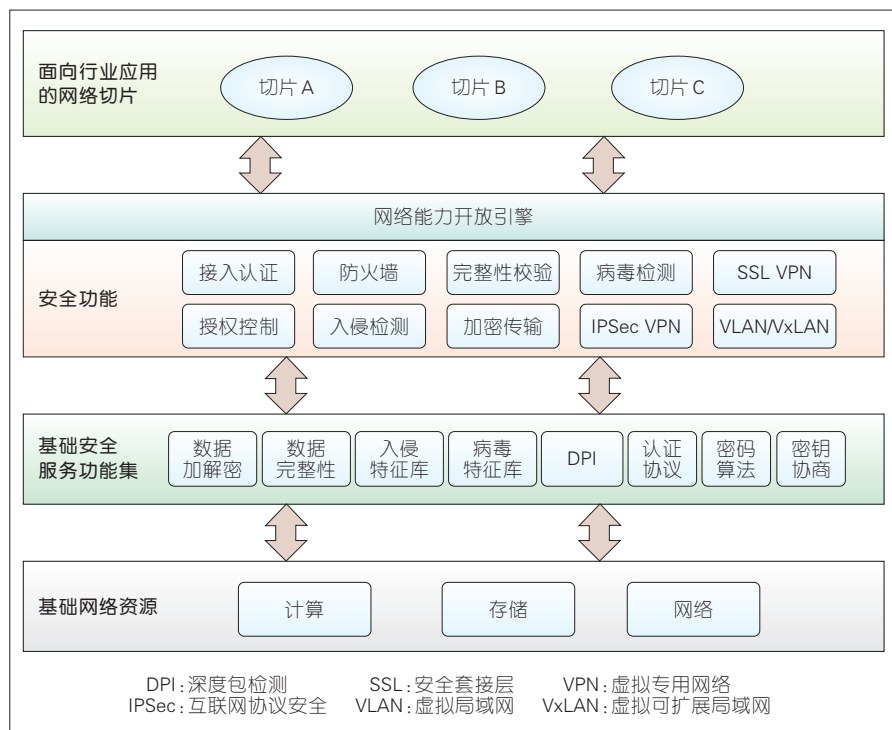 面向行业应用
的网络切片
切片 A
切片 B
切片 C
网络能力开放引擎
安全功能
接入认证
防火墙
完整性校验
病毒检测
SSL VPN
授权控制
入侵检测
加密传输
IPSec VPN
VLAN/VxLAN
基础安全
服务功能集
数据
加解密
数据
完整性
入侵
特征库
病毒
特征库
DPI
认证
协议
密码
算法
密钥
协商
基础网络资源
计算
存储
网络
DPI：深度包检测 SSL：安全套接层 VPN：虚拟专用网络
IPSec：互联网协议安全 VLAN：虚拟局域网 VxLAN：虚拟可扩展局域网